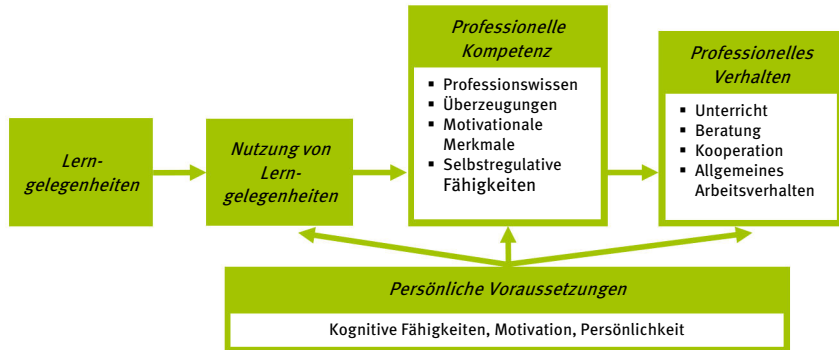 Lern-
gelegenheiten
Nutzung von
Lern-
gelegenheiten
Professionelle
Kompetenz
▪ Professionswissen
▪ Überzeugungen
▪ Motivationale
Merkmale
▪ Selbstregulative
Fähigkeiten
Professionelles
Verhalten
▪ Unterricht
▪ Beratung
▪ Kooperation
▪ Allgemeines
Arbeitsverhalten
Persönliche Voraussetzungen
Kognitive Fähigkeiten, Motivation, Persönlichkeit